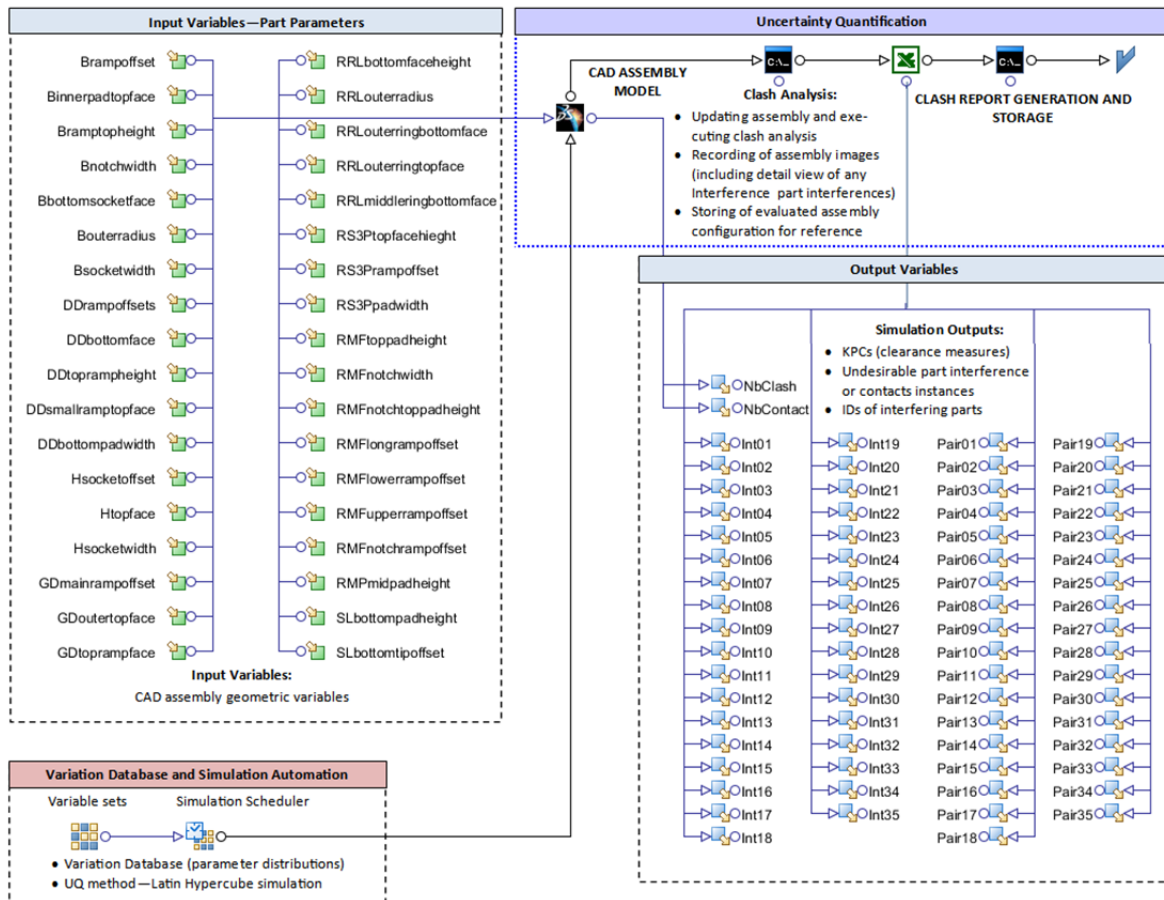 Input Variables—Part Parameters
Brampoffset
Binnerpadtopface
Bramptopheight
Bnotchwidth
Bbottomsocketface
Bouterradius
Bsocketwidth
DDrampoffsets
DDbottomface
DDtoprampheight
DDsmallramptopface
DDbottompadwidth
Hsocketoffset
Htopface
Hsocketwidth
GDmainrampoffset
GDoutertopface
GDtoprampface
RRLbottomfaceheight
RRLouterradius
RRLouterringbottomface
RRLouterringtopface
RRLmiddleringbottomface
RS3Ptopfacehieght
RS3Prampoffset
RS3Ppadwidth
RMFtoppadheight
RMFnotchwidth
RMFnotchtoppadheight
RMFlongrampoffset
RMFlowerrampoffset
RMFupperrampoffset
RMFnotchrampoffset
RMPmidpadheight
SLbottompadheight
SLbottomtipoffset
Input Variables:
CAD assembly geometric variables
Variation Database and Simulation Automation
Variable sets
Simulation Scheduler
• Variation Database (parameter distributions)
• UQ method—Latin Hypercube simulation
Uncertainty Quantification
CAD ASSEMBLY
MODEL
C:\_
C:\_
Clash Analysis:
• Updating assembly and exe-
cuting clash analysis
• Recording of assembly images
(including detail view of any
Interference part interferences)
• Storing of evaluated assembly
configuration for reference
CLASH REPORT GENERATION AND
STORAGE
Output Variables
Simulation Outputs:
• KPCs (clearance measures)
• Undesirable part interference
or contacts instances
• IDs of interfering parts
NbClash
NbContact
Int01
Int02
Int03
Int04
Int05
Int06
Int07
Int08
Int09
Int10
Int11
Int12
Int13
Int14
Int15
Int16
Int17
Int18
Int19
Int20
Int21
Int22
Int23
Int24
Int25
Int26
Int27
Int28
Int29
Int30
Int31
Int32
Int33
Int34
Int35
Pair01
Pair02
Pair03
Pair04
Pair05
Pair06
Pair07
Pair08
Pair09
Pair10
Pair11
Pair12
Pair13
Pair14
Pair15
Pair16
Pair17
Pair18
Pair19
Pair20
Pair21
Pair22
Pair23
Pair24
Pair25
Pair26
Pair27
Pair28
Pair29
Pair30
Pair31
Pair32
Pair33
Pair34
Pair35